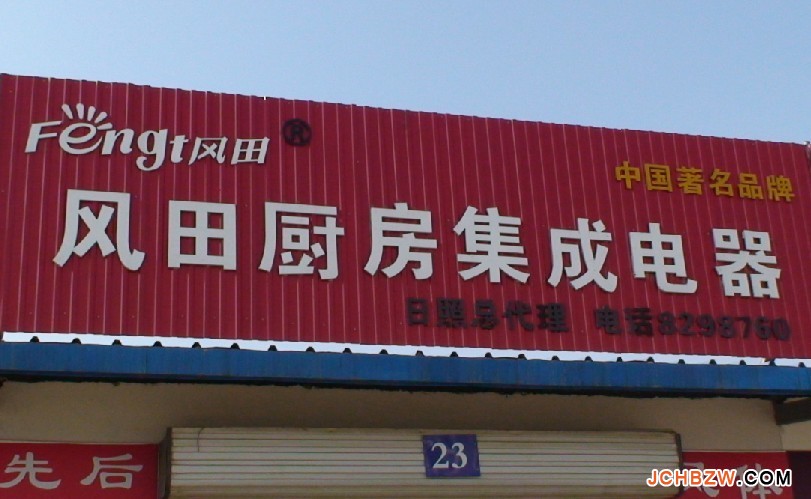 Fengt风田®
中国著名品牌
风田厨房集成电器
日照总代理 电话8298760
23
先后
JCHBZW.COM